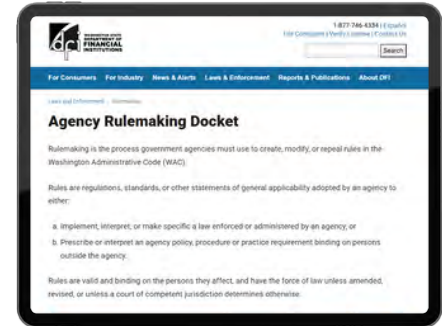 1-877-746-4334 | Español
For Consumers | Verify License | Contact Us
dfi WASHINGTON STATE
DEPARTMENT OF
FINANCIAL
INSTITUTIONS
Search
For Consumers For Industry News & Alerts Laws & Enforcement Reports & Publications About DFI
Laws and Enforcement
Agency Rulemaking Docket
Rulemaking is the process government agencies must use to create, modify, or repeal rules in the
Washington Administrative Code (WAC).
Rules are regulations, standards, or other statements of general applicability adopted by an agency to
either:
a. Implement, interpret, or make specific a law enforced or administered by an agency, or
b. Prescribe or interpret an agency policy, procedure or practice requirement binding on persons
outside the agency.
Rules are valid and binding on the persons they affect, and have the force of law unless amended,
revised, or unless a court of competent jurisdiction determines otherwise.